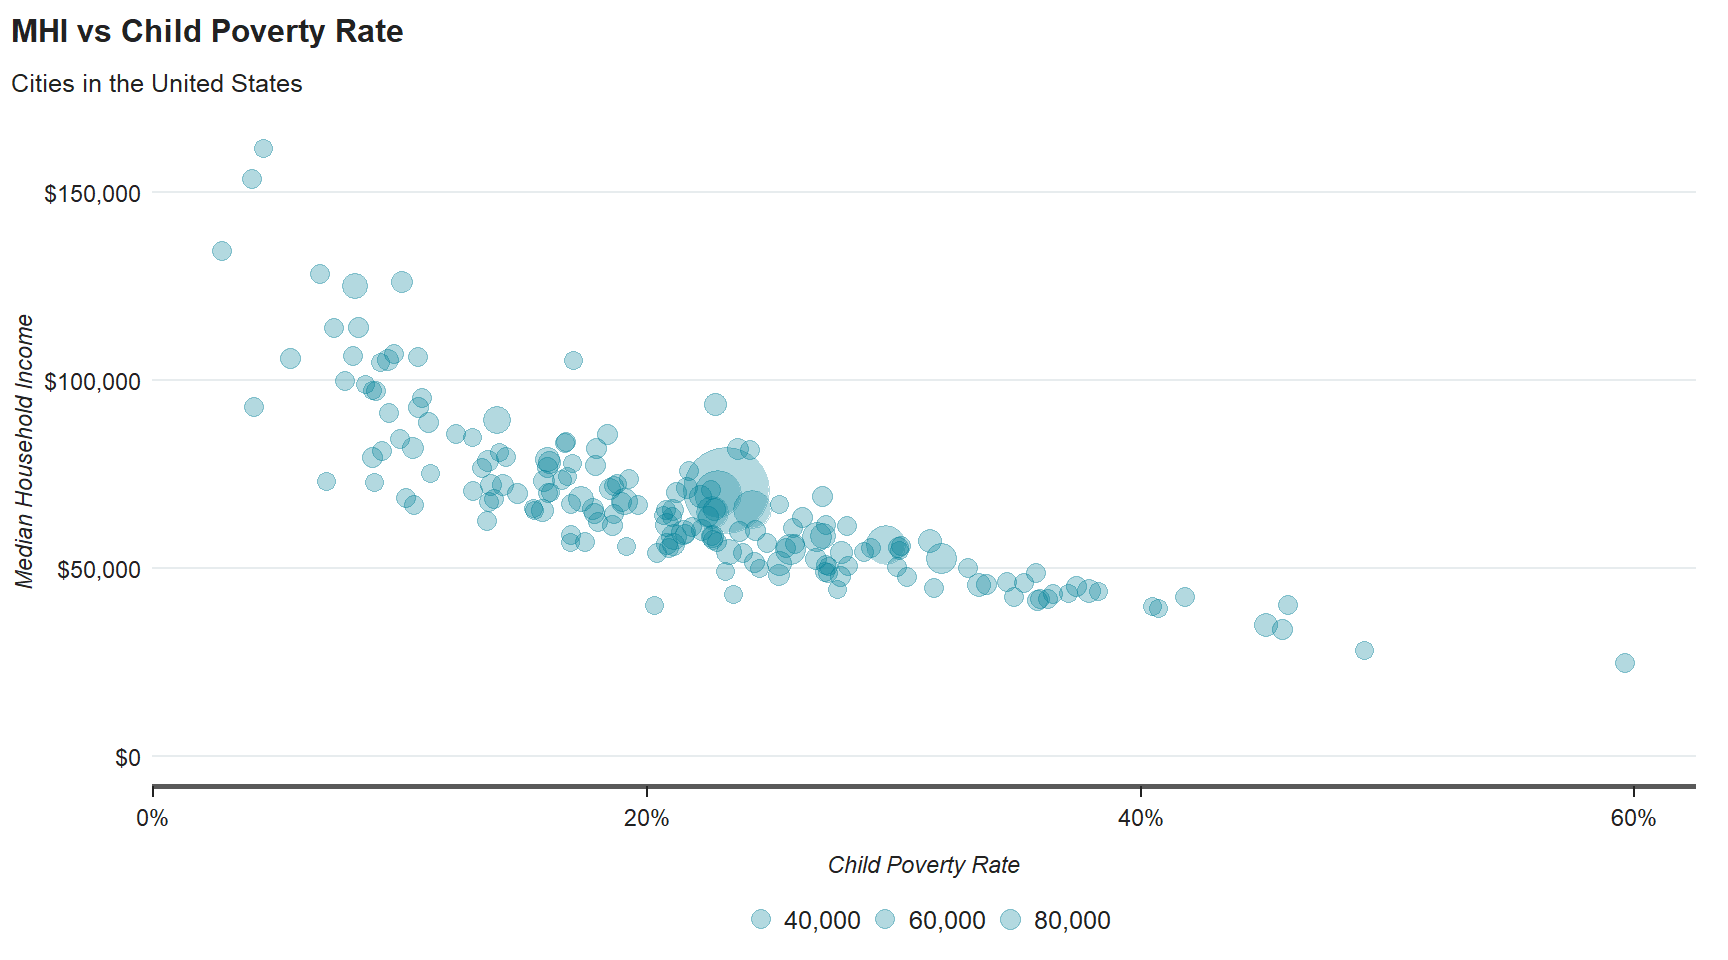 MHI vs Child Poverty Rate
Cities in the United States
Median Household Income
$150,000
$100,000
$50,000
$0
0% 20% 40% 60%
Child Poverty Rate
40,000 60,000 80,000